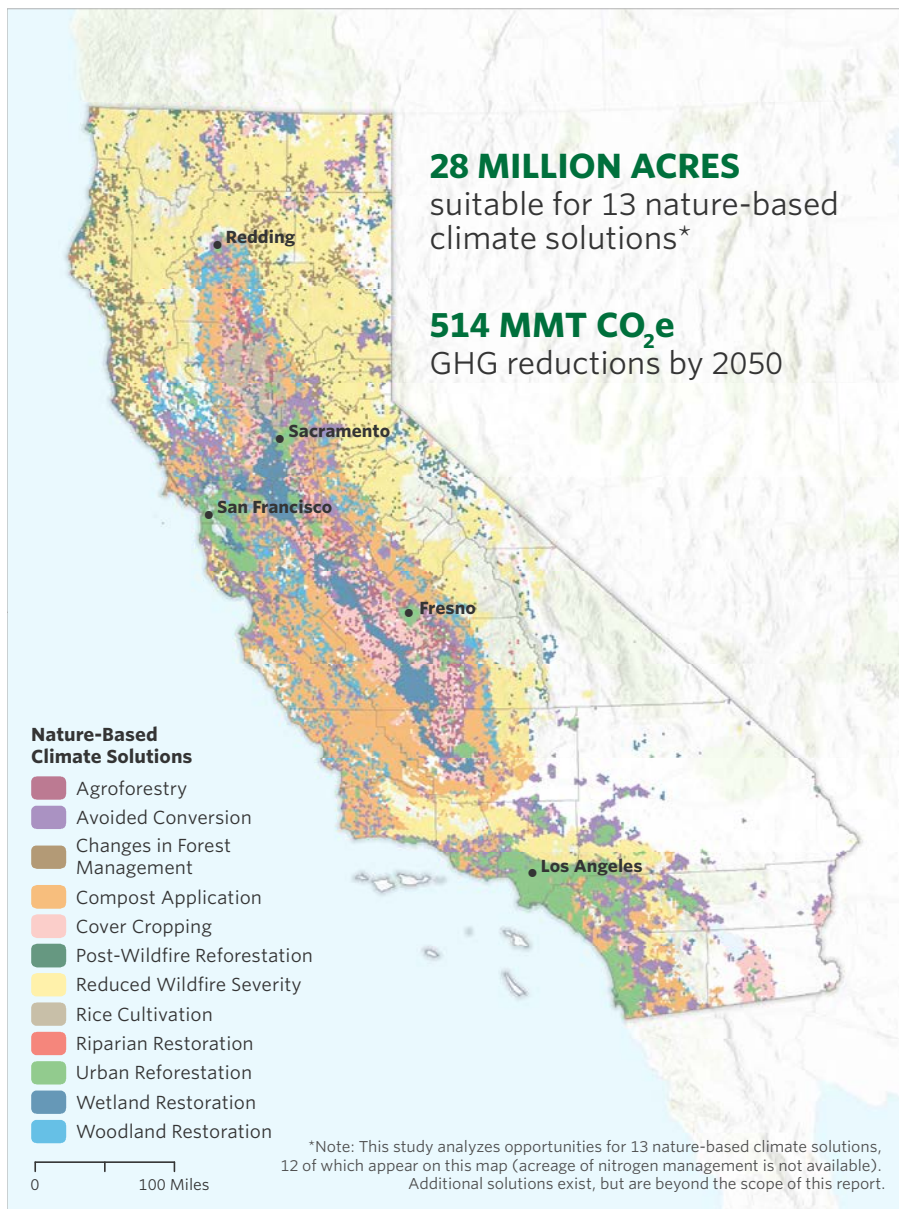 28 MILLION ACRES
suitable for 13 nature-based
climate solutions*
514 MMT CO₂e
GHG reductions by 2050
Redding
Sacramento
San Francisco
Fresno
Los Angeles
Nature-Based
Climate Solutions
Agroforestry
Avoided Conversion
Changes in Forest
Management
Compost Application
Cover Cropping
Post-Wildfire Reforestation
Reduced Wildfire Severity
Rice Cultivation
Riparian Restoration
Urban Reforestation
Wetland Restoration
Woodland Restoration
0 100 Miles
*Note: This study analyzes opportunities for 13 nature-based climate solutions,
12 of which appear on this map (acreage of nitrogen management is not available).
Additional solutions exist, but are beyond the scope of this report.